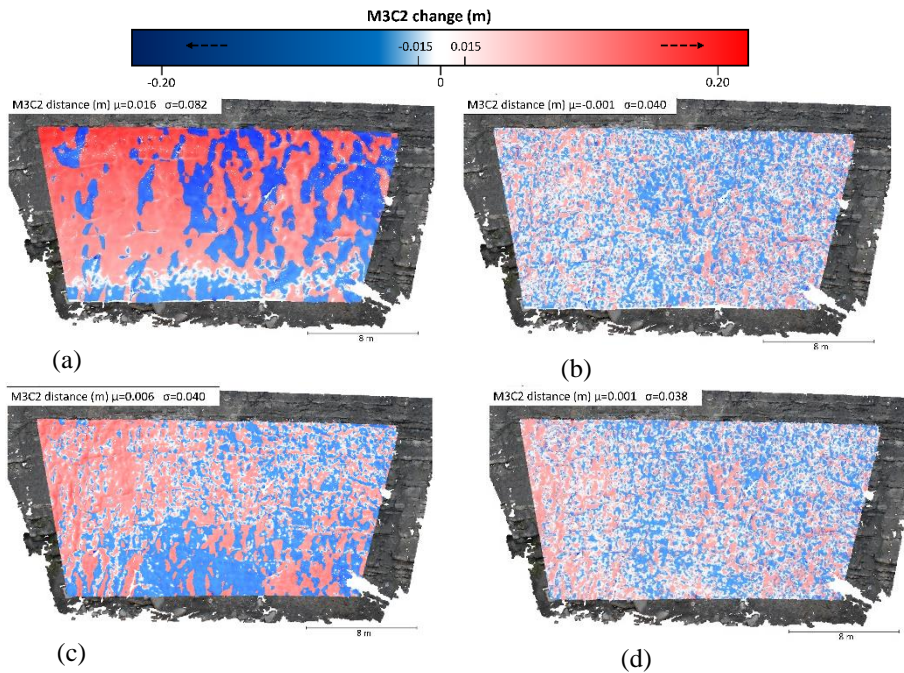 M3C2 change (m)
-0.015 0.015
-0.20 0 0.20
M3C2 distance (m) μ=0.016 σ=0.082
M3C2 distance (m) μ=-0.001 σ=0.040
8 m
8 m
(a)
(b)
M3C2 distance (m) μ=0.006 σ=0.040
M3C2 distance (m) μ=0.001 σ=0.038
8 m
8 m
(c)
(d)